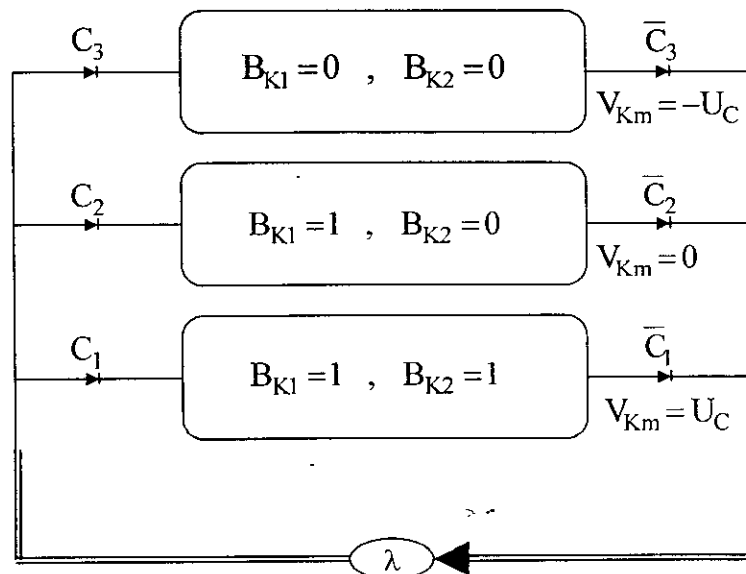 C₃ B_K1 = 0 , B_K2 = 0 C̅₃
V_Km = −U_C
C₂ B_K1 = 1 , B_K2 = 0 C̅₂
V_Km = 0
C₁ B_K1 = 1 , B_K2 = 1 C̅₁
V_Km = U_C
λ